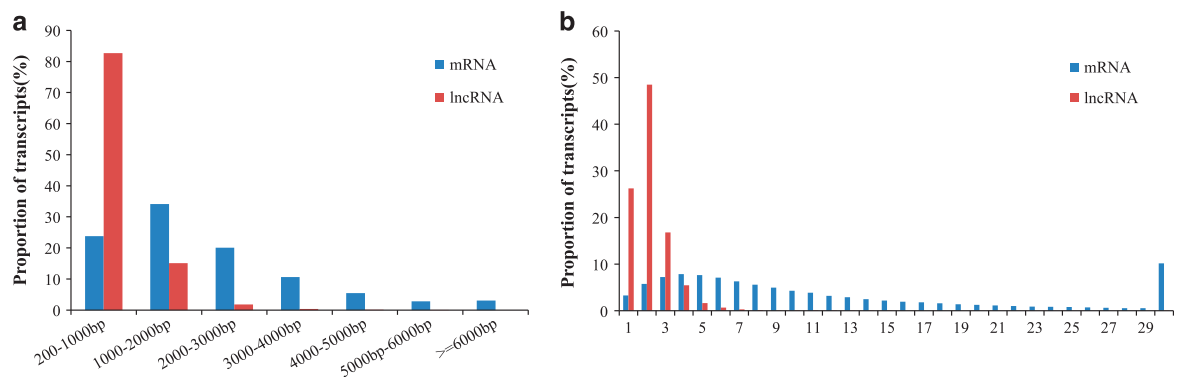 a
Proportion of transcripts(%)
90
80
70
60
50
40
30
20
10
0
mRNA
lncRNA
200-1000bp
1000-2000bp
2000-3000bp
3000-4000bp
4000-5000bp
5000bp-6000bp
>=6000bp
b
Proportion of transcripts(%)
60
50
40
30
20
10
0
mRNA
lncRNA
1 3 5 7 9 11 13 15 17 19 21 23 25 27 29